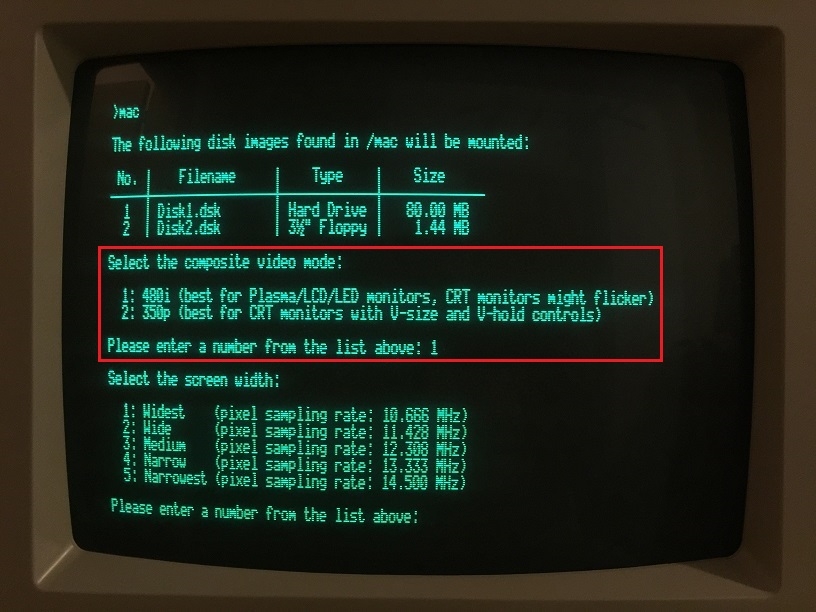 >mac
The following disk images found in /mac will be mounted:
No. | Filename | Type | Size
1 | Disk1.dsk | Hard Drive | 80.00 MB
2 | Disk2.dsk | 3½" Floppy | 1.44 MB
Select the composite video mode:
1: 480i (best for Plasma/LCD/LED monitors, CRT monitors might flicker)
2: 350p (best for CRT monitors with V-size and V-hold controls)
Please enter a number from the list above: 1
Select the screen width:
1: Widest (pixel sampling rate: 10.666 MHz)
2: Wide (pixel sampling rate: 11.428 MHz)
3: Medium (pixel sampling rate: 12.308 MHz)
4: Narrow (pixel sampling rate: 13.333 MHz)
5: Narrowest (pixel sampling rate: 14.500 MHz)
Please enter a number from the list above: